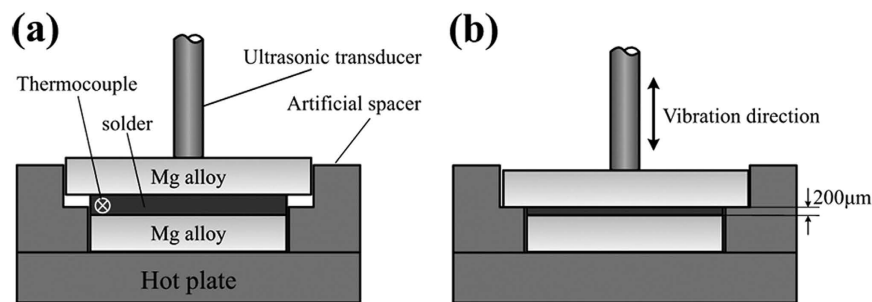 (a)
Ultrasonic transducer
Thermocouple
Artificial spacer
solder
Mg alloy
Mg alloy
Hot plate
(b)
Vibration direction
200μm